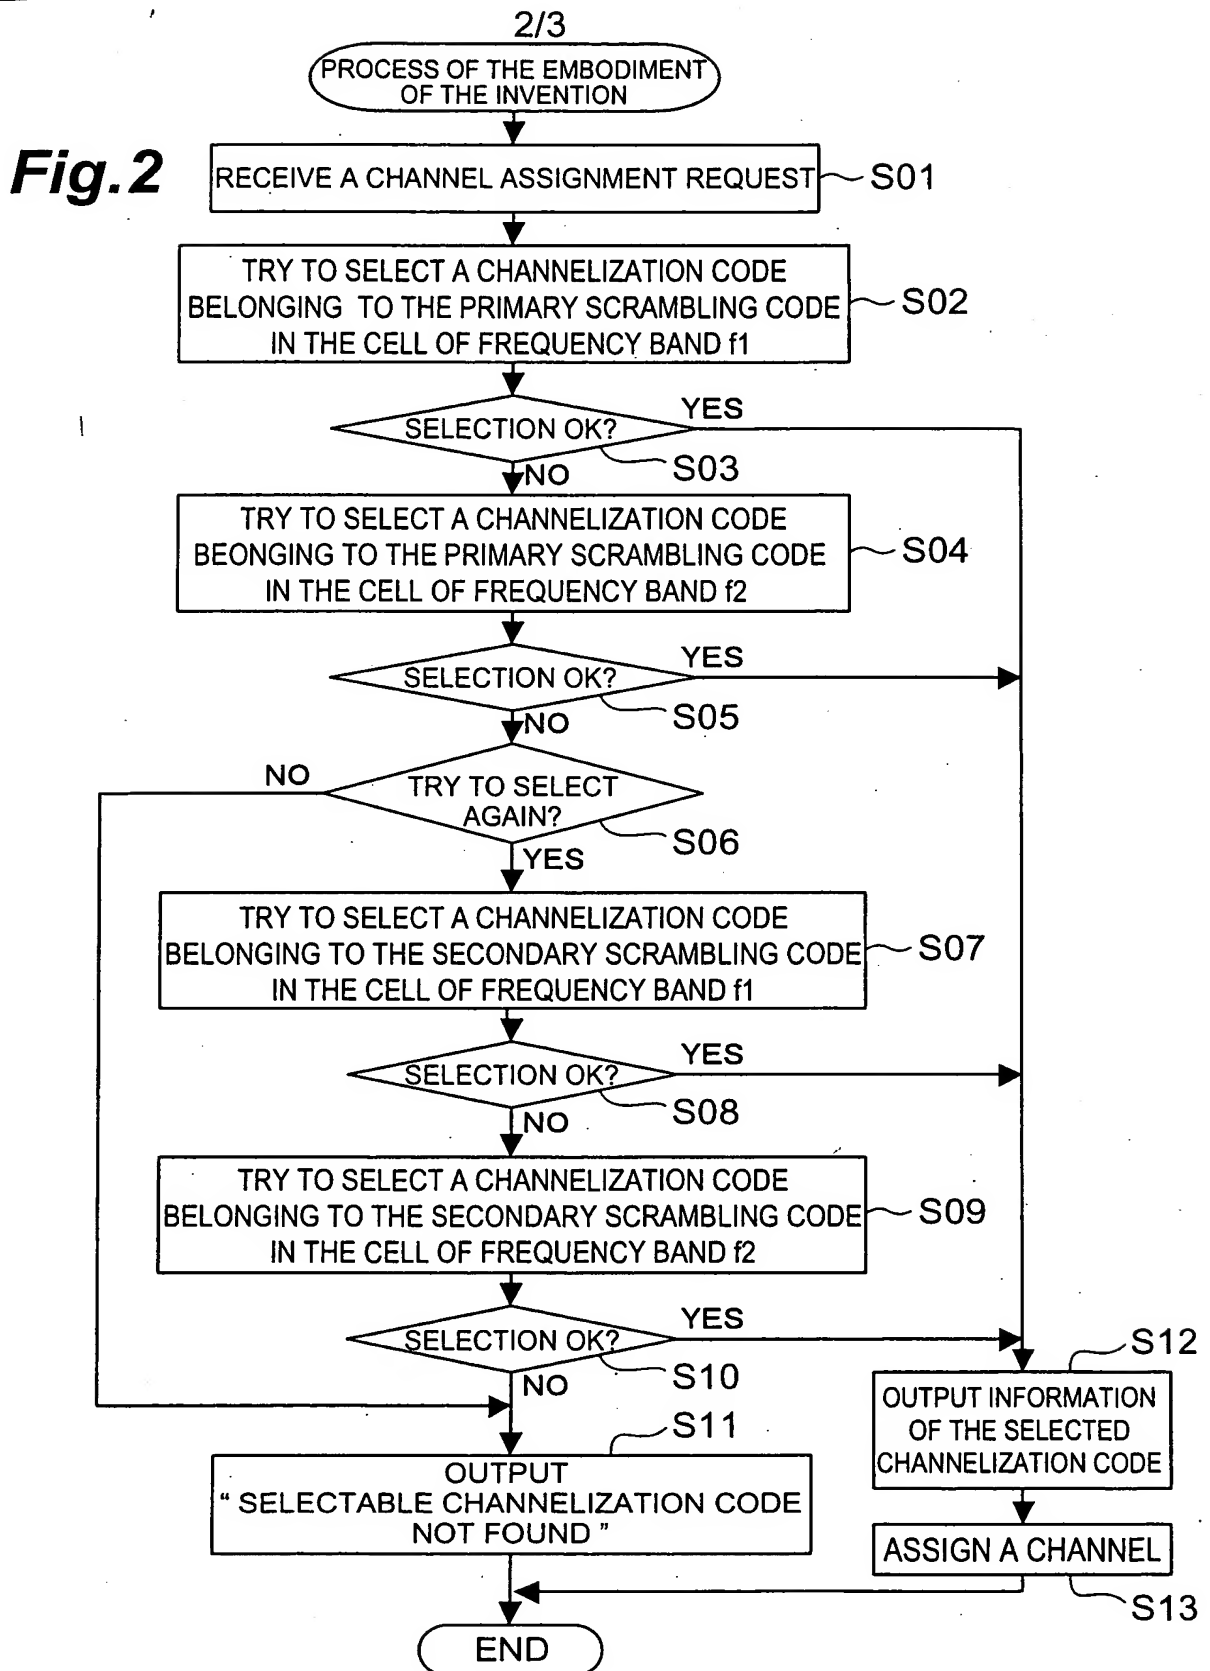 2/3
PROCESS OF THE EMBODIMENT
OF THE INVENTION
Fig.2
RECEIVE A CHANNEL ASSIGNMENT REQUEST
S01
TRY TO SELECT A CHANNELIZATION CODE
BELONGING TO THE PRIMARY SCRAMBLING CODE
IN THE CELL OF FREQUENCY BAND f1
S02
SELECTION OK?
YES
S03
NO
TRY TO SELECT A CHANNELIZATION CODE
BEONGING TO THE PRIMARY SCRAMBLING CODE
IN THE CELL OF FREQUENCY BAND f2
S04
SELECTION OK?
YES
S05
NO
NO
TRY TO SELECT
AGAIN?
S06
YES
TRY TO SELECT A CHANNELIZATION CODE
BELONGING TO THE SECONDARY SCRAMBLING CODE
IN THE CELL OF FREQUENCY BAND f1
S07
SELECTION OK?
YES
S08
NO
TRY TO SELECT A CHANNELIZATION CODE
BELONGING TO THE SECONDARY SCRAMBLING CODE
IN THE CELL OF FREQUENCY BAND f2
S09
SELECTION OK?
YES
S10
NO
S12
OUTPUT INFORMATION
OF THE SELECTED
CHANNELIZATION CODE
S11
OUTPUT
“ SELECTABLE CHANNELIZATION CODE
NOT FOUND ”
ASSIGN A CHANNEL
S13
END